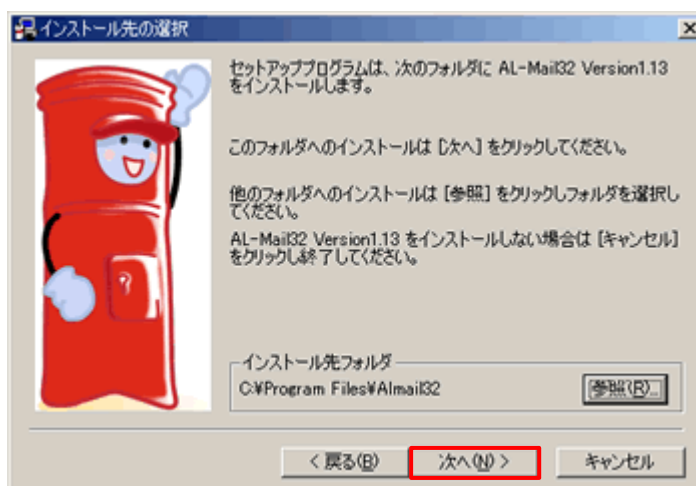 インストール先の選択
セットアッププログラムは、次のフォルダに AL-Mail32 Version1.13
をインストールします。
このフォルダへのインストールは [次へ] をクリックしてください。
他のフォルダへのインストールは [参照] をクリックしフォルダを選択し
てください。
AL-Mail32 Version1.13 をインストールしない場合は [キャンセル]
をクリックし終了してください。
インストール先フォルダ
C:¥Program Files¥Almail32
参照(R)...
< 戻る(B)
次へ(N) >
キャンセル